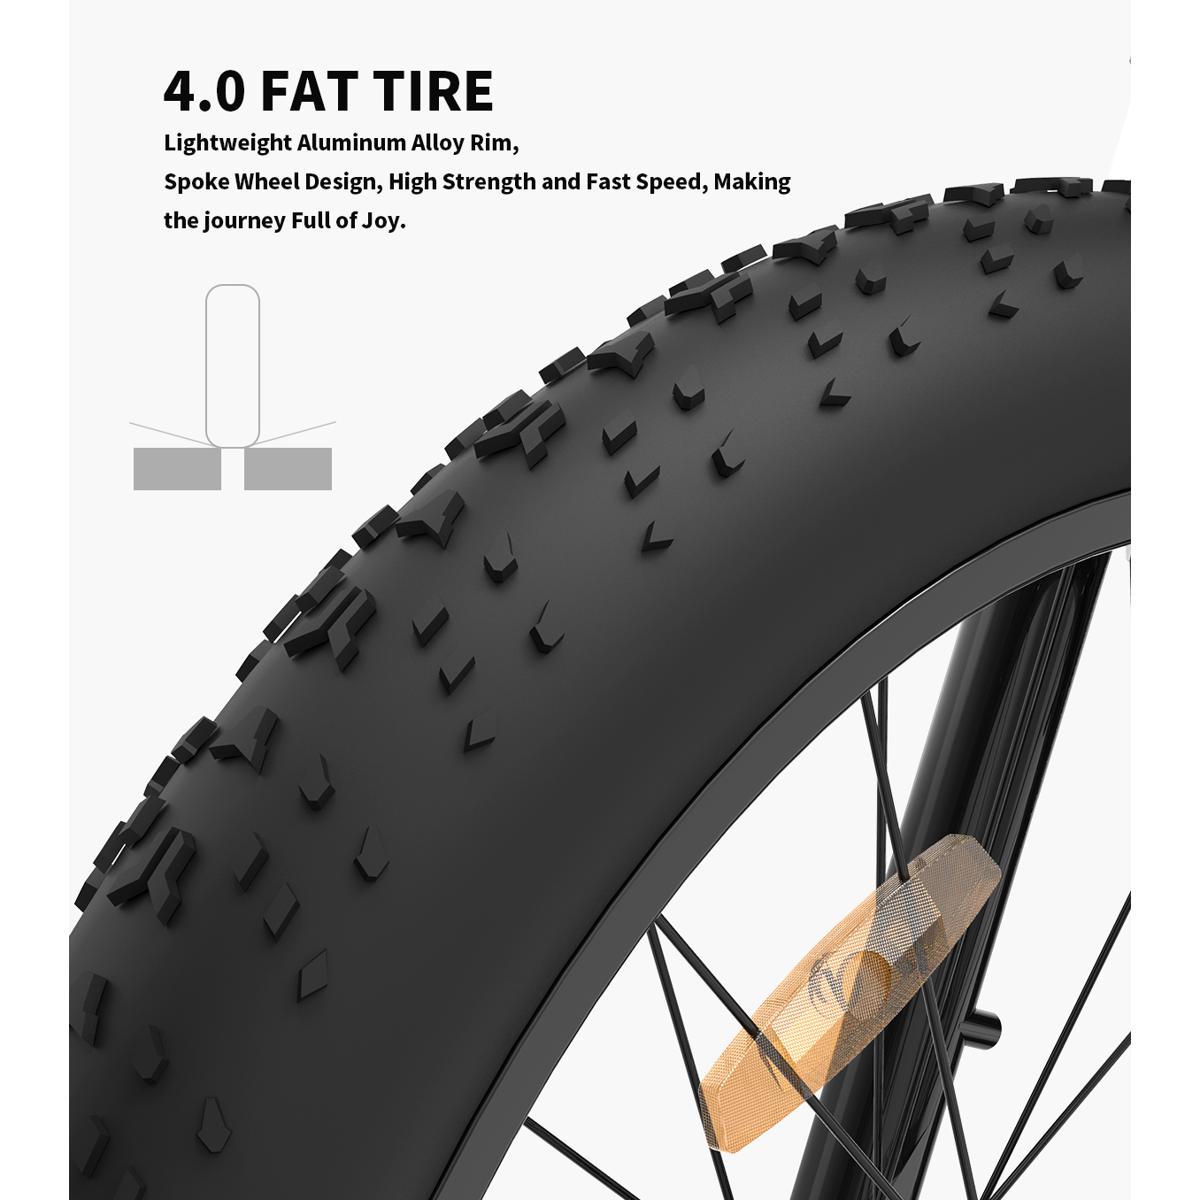 4.0 FAT TIRE
Lightweight Aluminum Alloy Rim,
Spoke Wheel Design, High Strength and Fast Speed, Making
the journey Full of Joy.